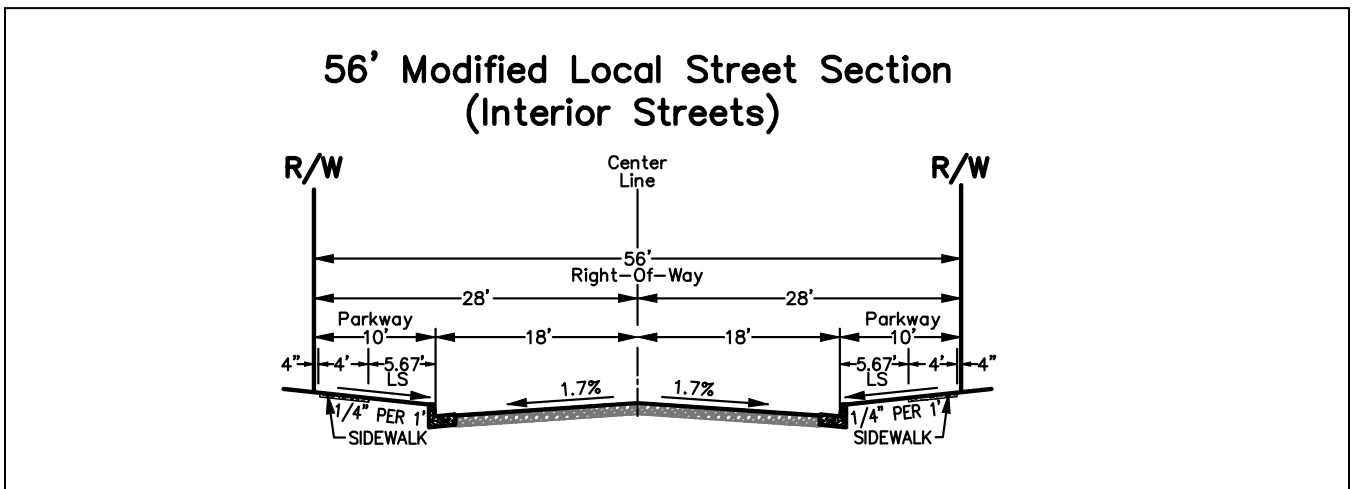 56' Modified Local Street Section
(Interior Streets)
R/W
Center
Line
R/W
56'
Right-Of-Way
28' 28'
Parkway Parkway
10' 18' 18' 10'
4" 4' 5.67' 5.67' 4' 4"
LS LS
1.7% 1.7%
1/4" PER 1' 1/4" PER 1'
SIDEWALK SIDEWALK